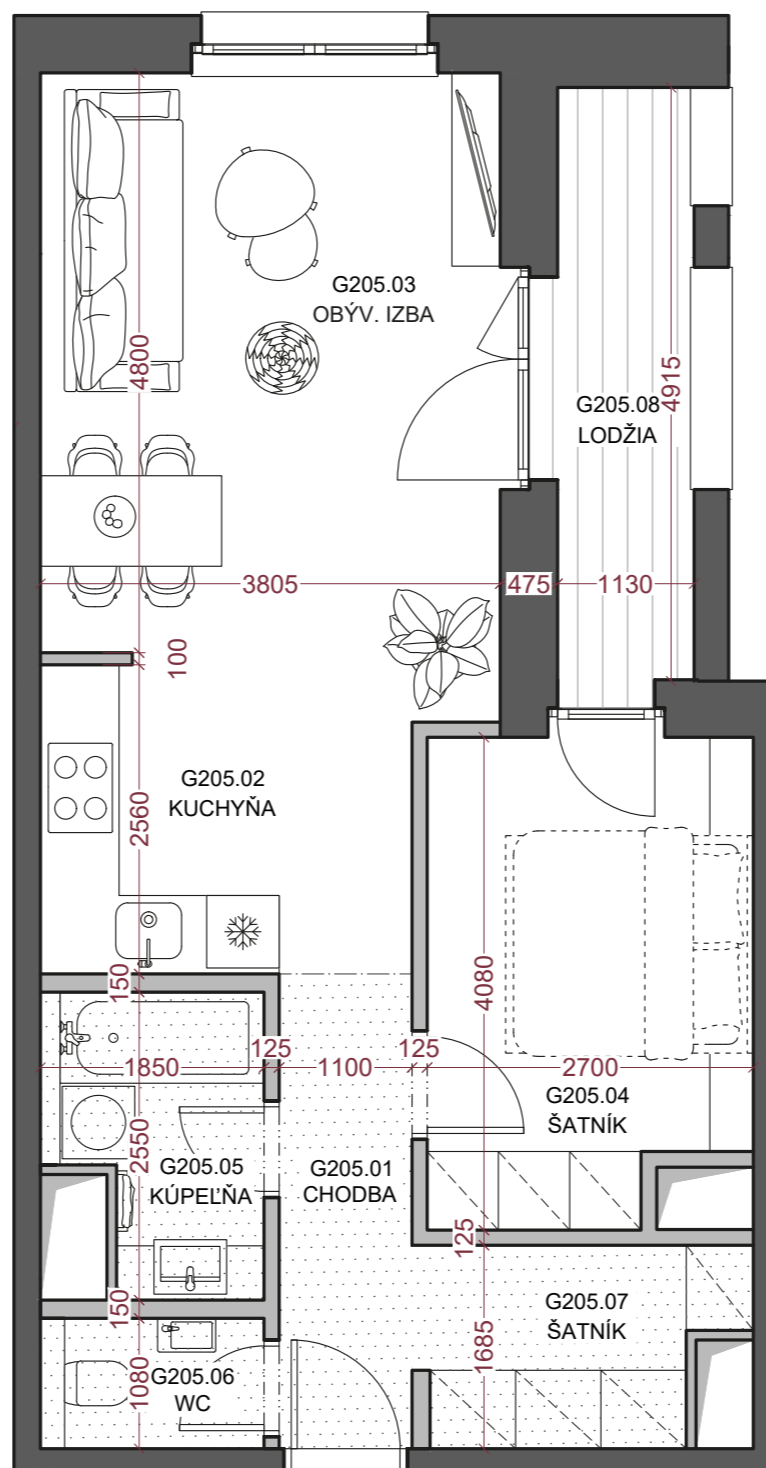 G205.03
OBÝV. IZBA
4800
G205.08
LODŽIA
4915
3805
475
1130
100
G205.02
KUCHYŇA
2560
4080
150
1850
125
1100
125
2700
G205.04
ŠATNÍK
2550
G205.05
KÚPEĽŇA
G205.01
CHODBA
125
150
G205.07
ŠATNÍK
1685
1080
G205.06
WC